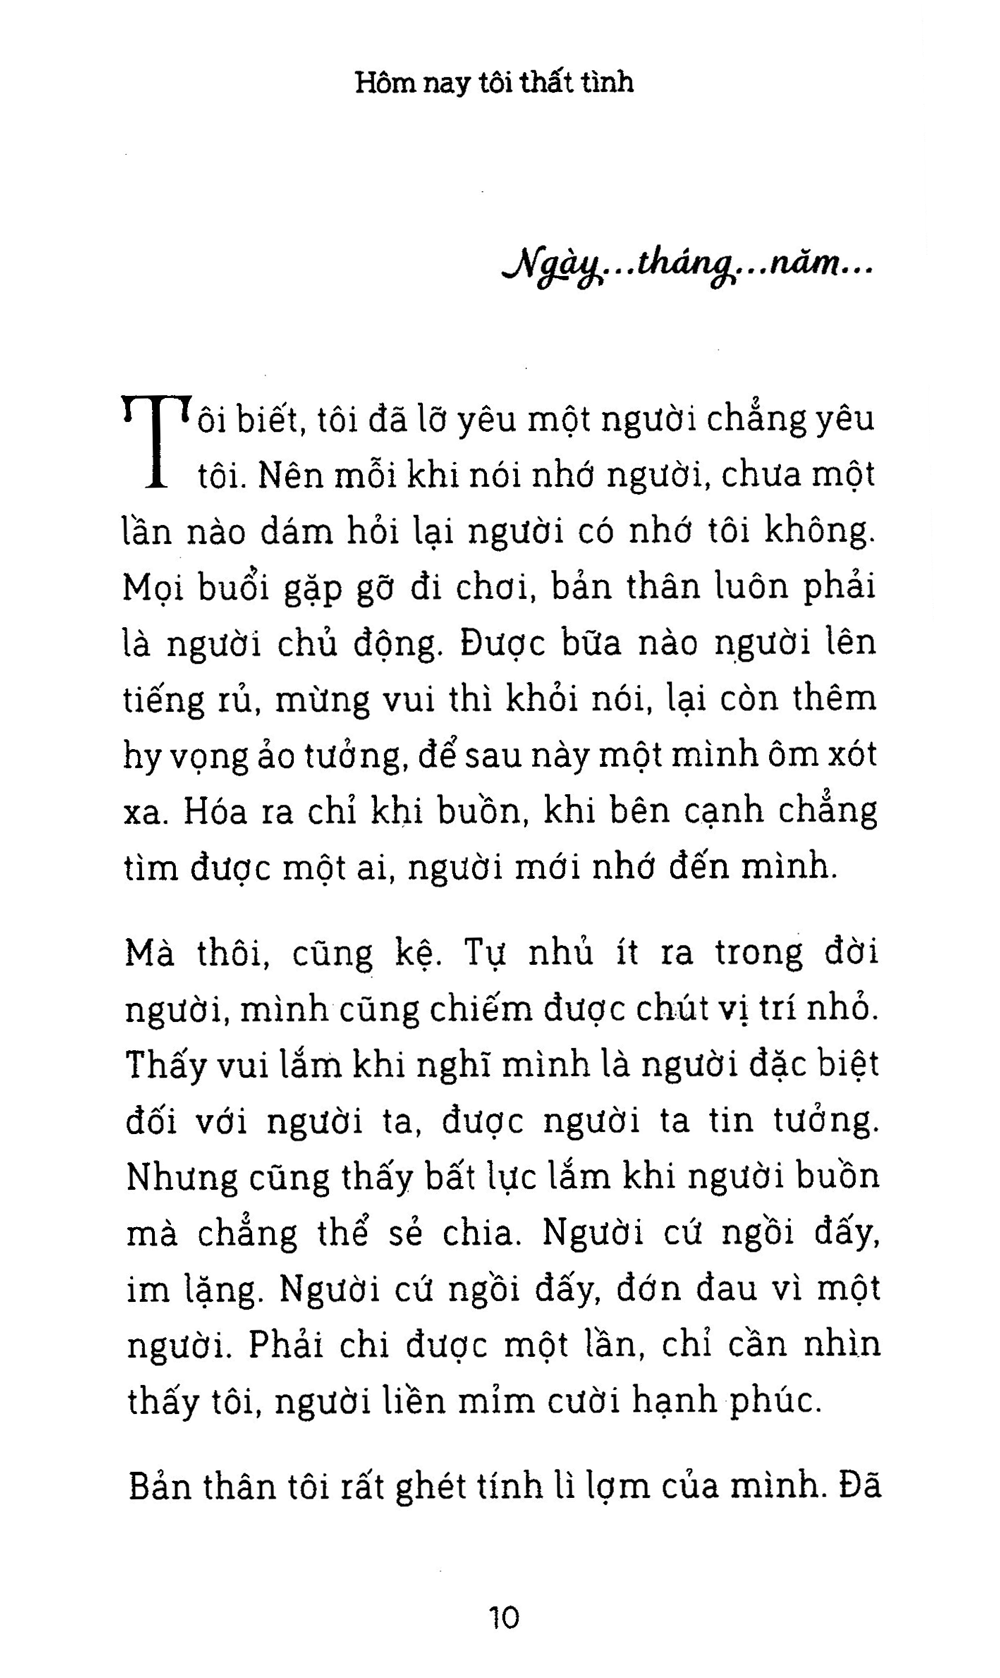 Hôm nay tôi thất tình
Ngày...tháng...năm...
Tôi biết, tôi đã lỡ yêu một người chẳng yêu
tôi. Nên mỗi khi nói nhớ người, chưa một
lần nào dám hỏi lại người có nhớ tôi không.
Mọi buổi gặp gỡ đi chơi, bản thân luôn phải
là người chủ động. Được bữa nào người lên
tiếng rủ, mừng vui thì khỏi nói, lại còn thêm
hy vọng ảo tưởng, để sau này một mình ôm xót
xa. Hóa ra chỉ khi buồn, khi bên cạnh chẳng
tìm được một ai, người mới nhớ đến mình.
Mà thôi, cũng kệ. Tự nhủ ít ra trong đời
người, mình cũng chiếm được chút vị trí nhỏ.
Thấy vui lắm khi nghĩ mình là người đặc biệt
đối với người ta, được người ta tin tưởng.
Nhưng cũng thấy bất lực lắm khi người buồn
mà chẳng thể sẻ chia. Người cứ ngồi đấy,
im lặng. Người cứ ngồi đấy, đớn đau vì một
người. Phải chi được một lần, chỉ cần nhìn
thấy tôi, người liền mỉm cười hạnh phúc.
Bản thân tôi rất ghét tính lì lợm của mình. Đã
10